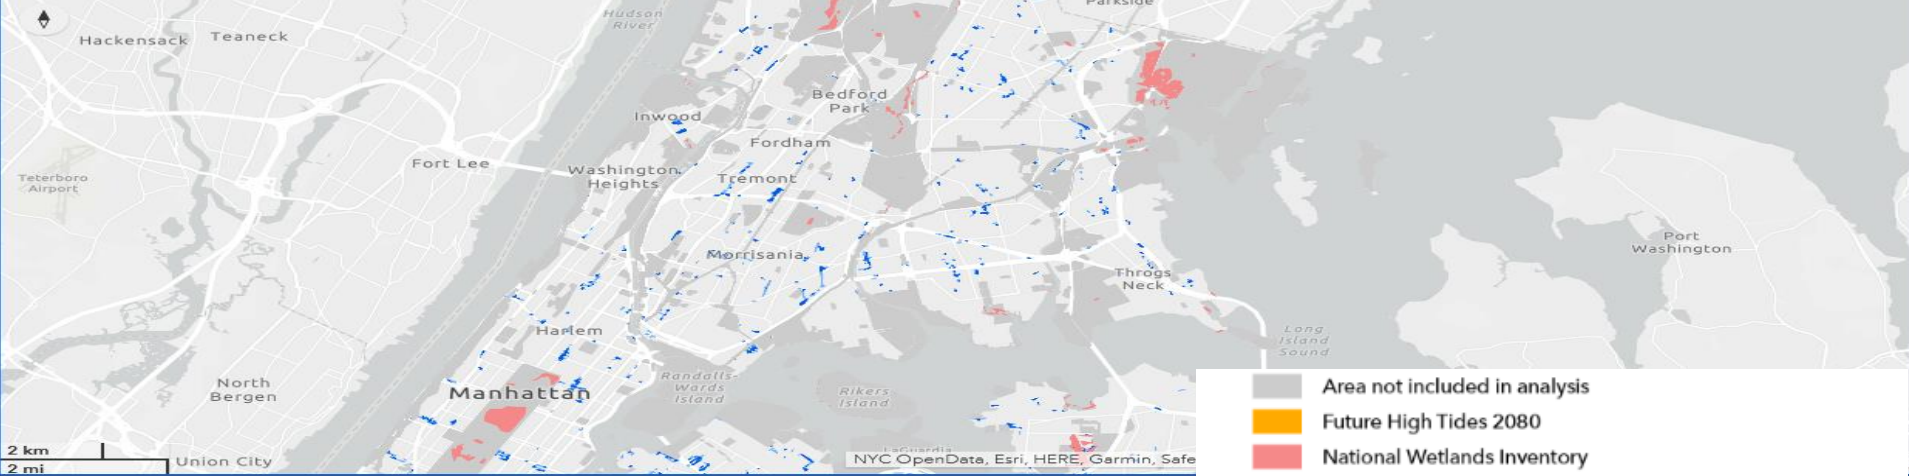 Parkside
Hudson
River
Hackensack
Teaneck
Bedford
Park
Inwood
Fordham
Fort Lee
Washington
Heights
Tremont
Teterboro
Airport
Port
Washington
Morrisania
Throgs
Neck
Harlem
Long
Island
Sound
North
Bergen
Manhattan
Randalls-
Wards
Island
Rikers
Island
LaGuardia
2 km
2 mi
Union City
NYC OpenData, Esri, HERE, Garmin, Safe
Area not included in analysis
Future High Tides 2080
National Wetlands Inventory